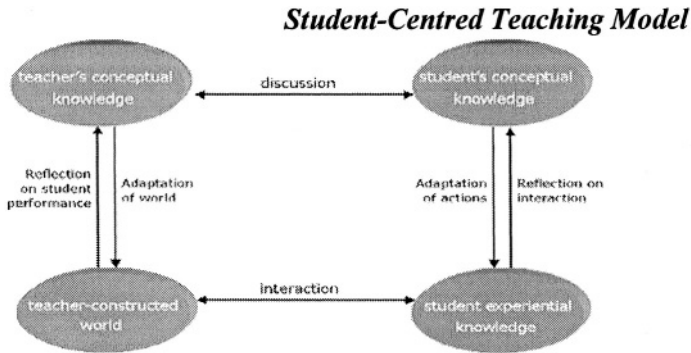 Student-Centred Teaching Model
teacher's conceptual
knowledge
discussion
student's conceptual
knowledge
Reflection
on student
performance
Adaptation
of world
Adaptation
of actions
Reflection on
interaction
teacher-constructed
world
interaction
student experiential
knowledge